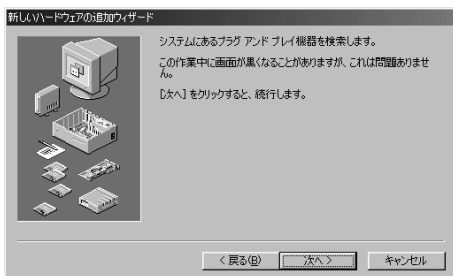 新しいハードウェアの追加ウィザード
システムにあるプラグ アンド プレイ機器を検索します。
この作業中に画面が黒くなることがありますが、これは問題ありませ
ん。
[次へ] をクリックすると、続行します。
< 戻る(B)
次へ >
キャンセル